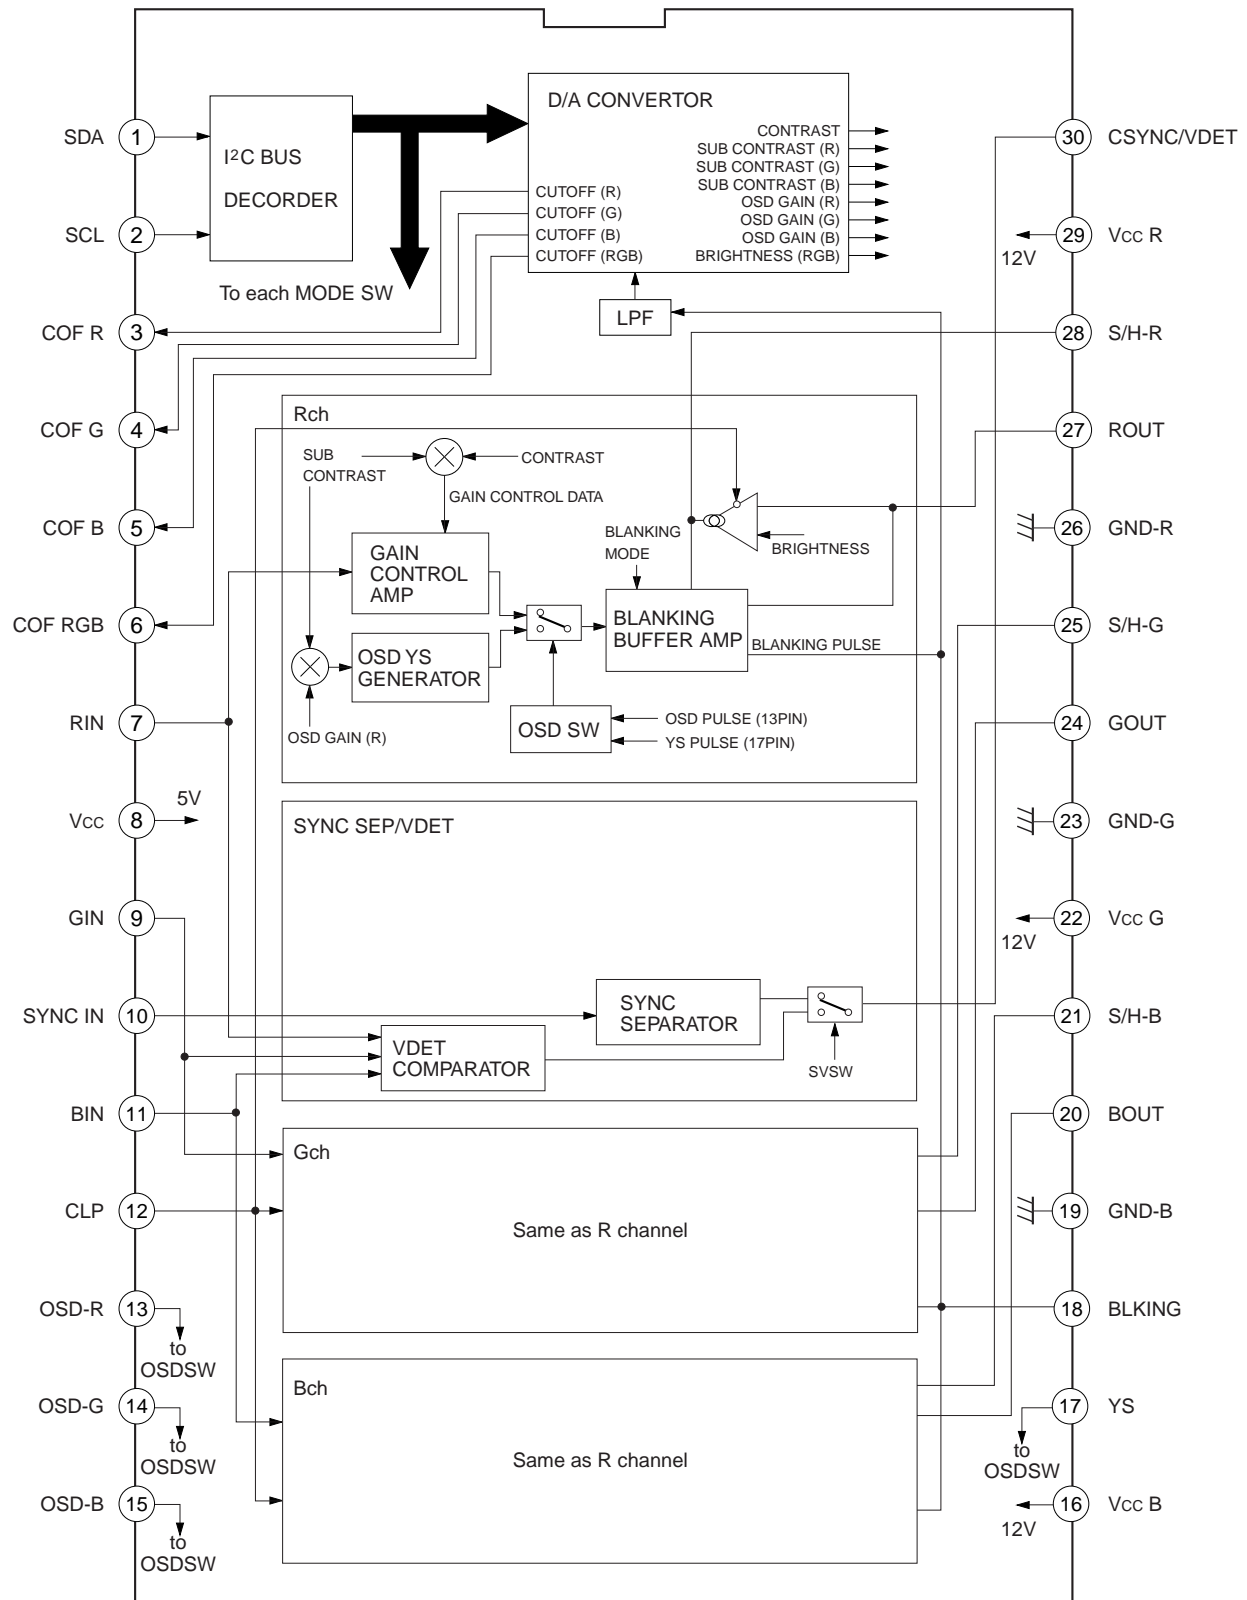 SDA
1
SCL
2
COF R
3
COF G
4
COF B
5
COF RGB
6
RIN
7
Vcc
8
5V
GIN
9
SYNC IN
10
BIN
11
CLP
12
OSD-R
13
to
OSDSW
OSD-G
14
to
OSDSW
OSD-B
15
to
OSDSW
I2C BUS
DECORDER
To each MODE SW
D/A CONVERTOR
CONTRAST
SUB CONTRAST (R)
SUB CONTRAST (G)
SUB CONTRAST (B)
OSD GAIN (R)
OSD GAIN (G)
OSD GAIN (B)
BRIGHTNESS (RGB)
CUTOFF (R)
CUTOFF (G)
CUTOFF (B)
CUTOFF (RGB)
LPF
Rch
SUB
CONTRAST
CONTRAST
GAIN CONTROL DATA
GAIN
CONTROL
AMP
BLANKING
MODE
BRIGHTNESS
BLANKING
BUFFER AMP
BLANKING PULSE
OSD YS
GENERATOR
OSD GAIN (R)
OSD SW
OSD PULSE (13PIN)
YS PULSE (17PIN)
SYNC SEP/VDET
SYNC
SEPARATOR
VDET
COMPARATOR
SVSW
Gch
Same as R channel
Bch
Same as R channel
30
CSYNC/VDET
29
Vcc R
12V
28
S/H-R
27
ROUT
26
GND-R
25
S/H-G
24
GOUT
23
GND-G
22
Vcc G
12V
21
S/H-B
20
BOUT
19
GND-B
18
BLKING
17
YS
to
OSDSW
16
Vcc B
12V